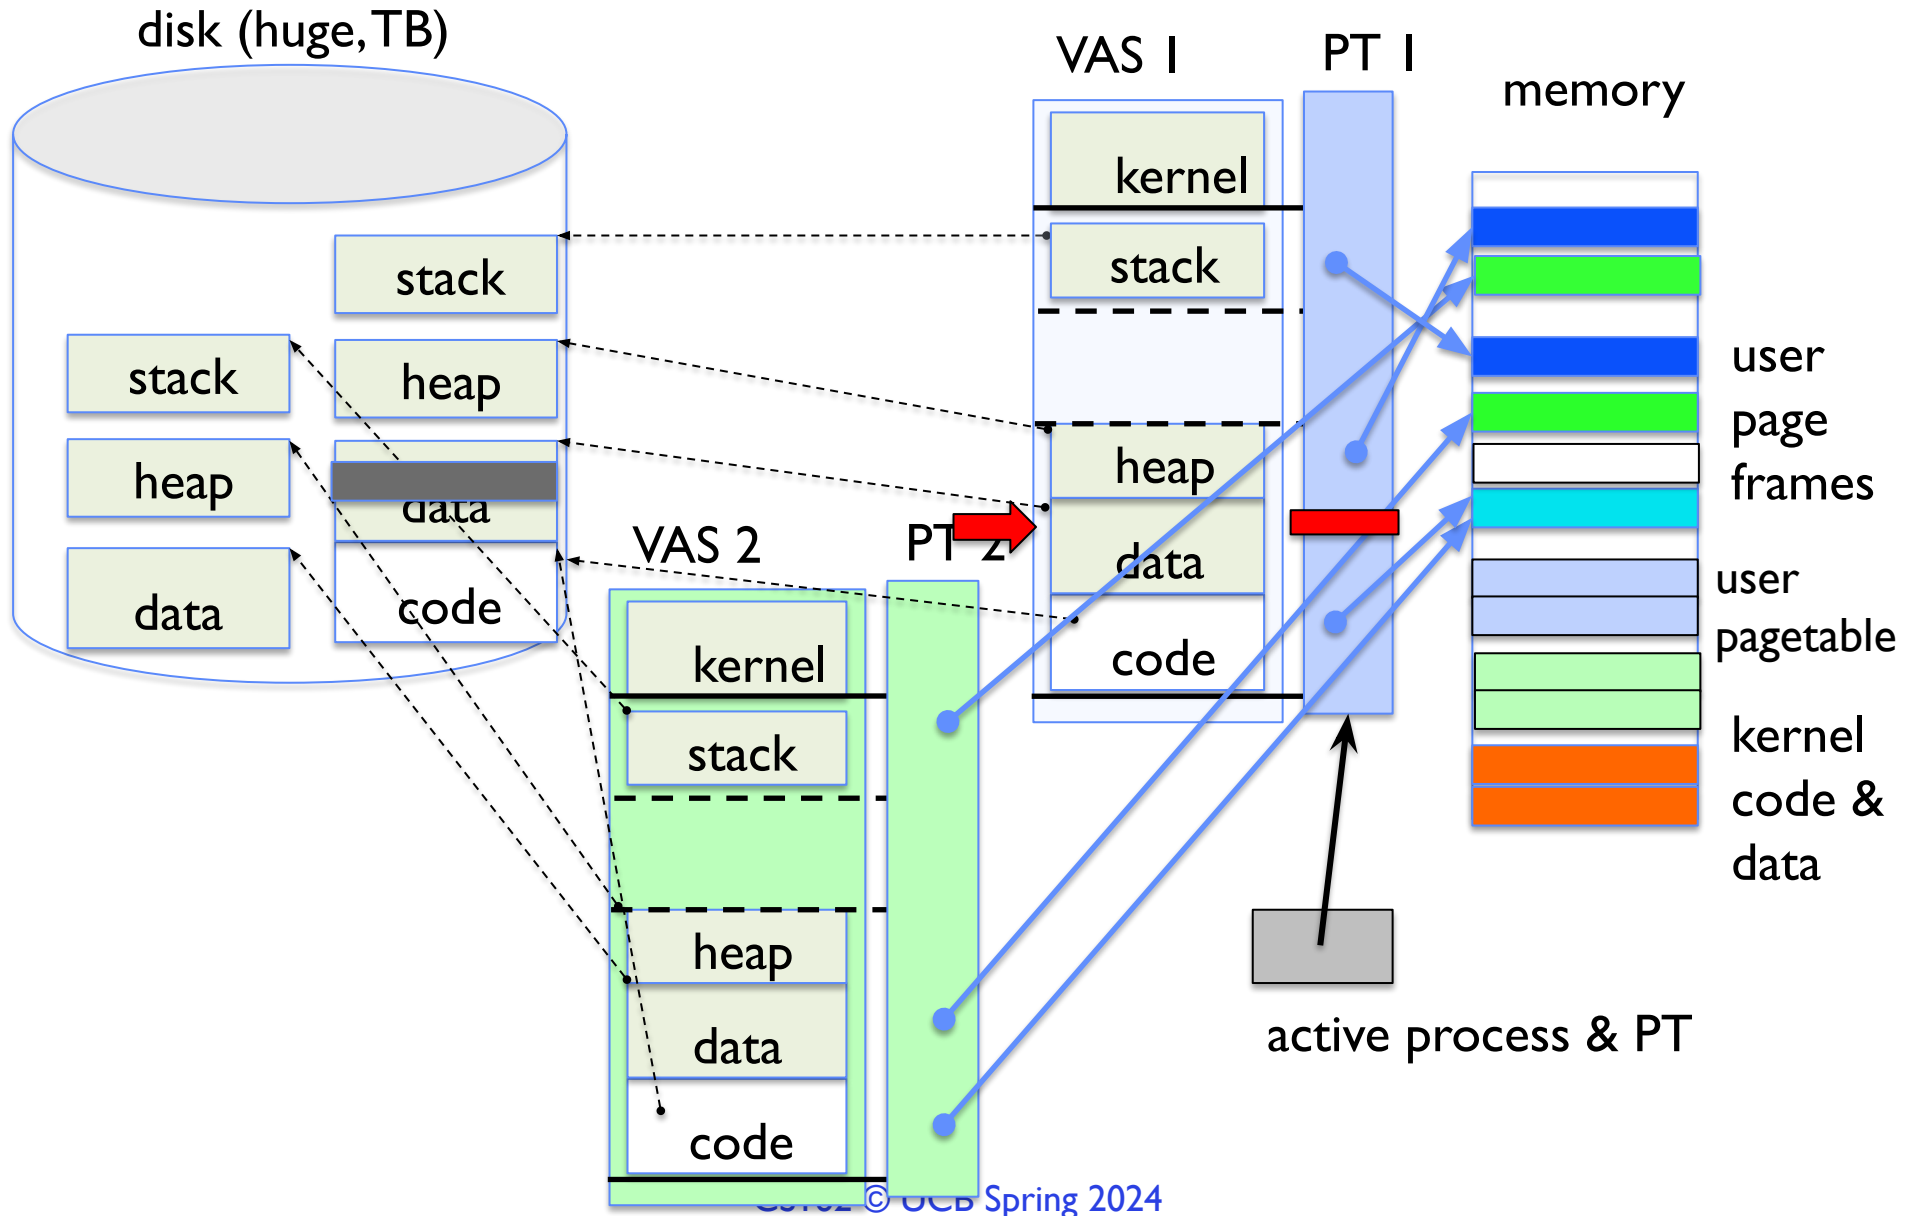 disk (huge, TB)
VAS 1
PT 1
memory
kernel
stack
stack
stack
heap
user
page
frames
heap
heap
data
VAS 2
PT 2
data
user
pagetable
data
code
kernel
code
kernel
code &
data
stack
heap
active process & PT
data
code
CS162 © UCB Spring 2024